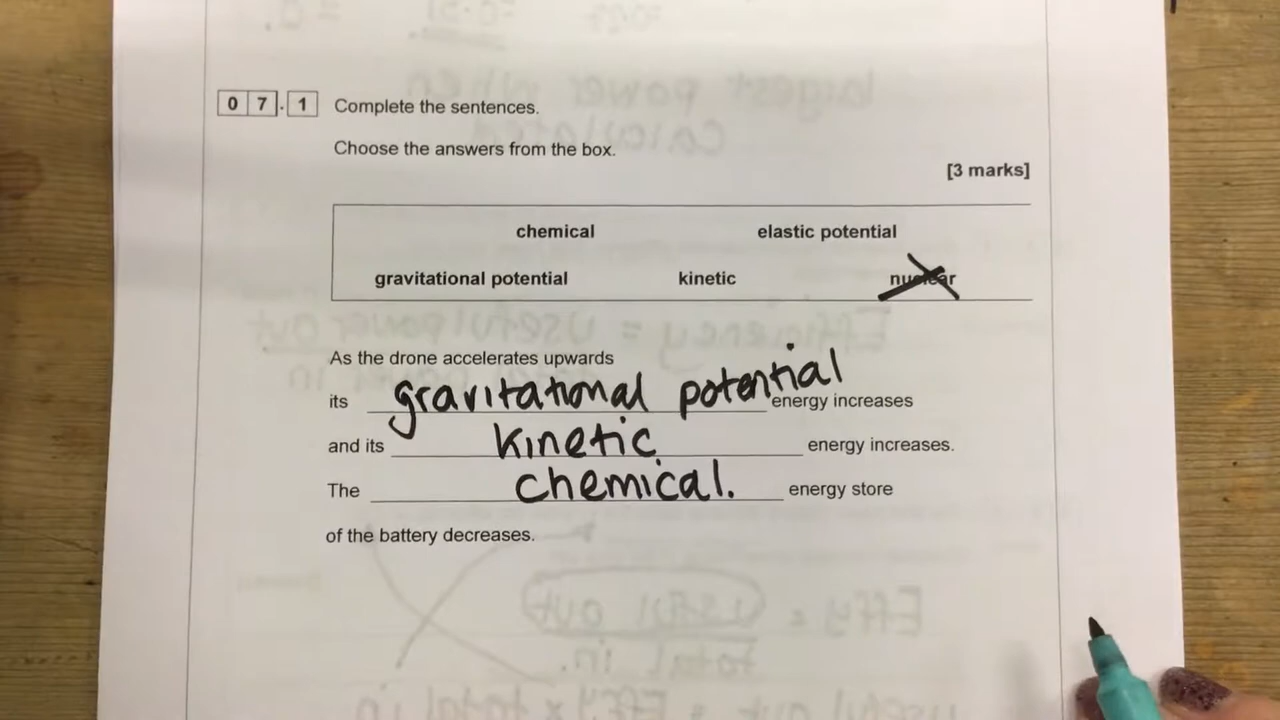 07.1 Complete the sentences.
Choose the answers from the box.
[3 marks]
chemical elastic potential
gravitational potential kinetic nuclear
As the drone accelerates upwards
its gravitational potential energy increases
and its kinetic energy increases.
The chemical. energy store
of the battery decreases.